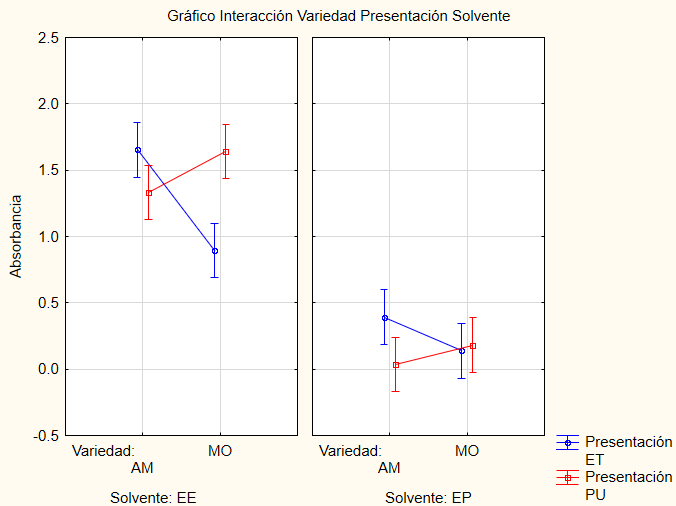 Gráfico Interacción Variedad Presentación Solvente
Absorbancia
2.5
2.0
1.5
1.0
0.5
0.0
-0.5
Variedad: MO
AM
Solvente: EE
Variedad: MO
AM
Solvente: EP
Presentación
ET
Presentación
PU